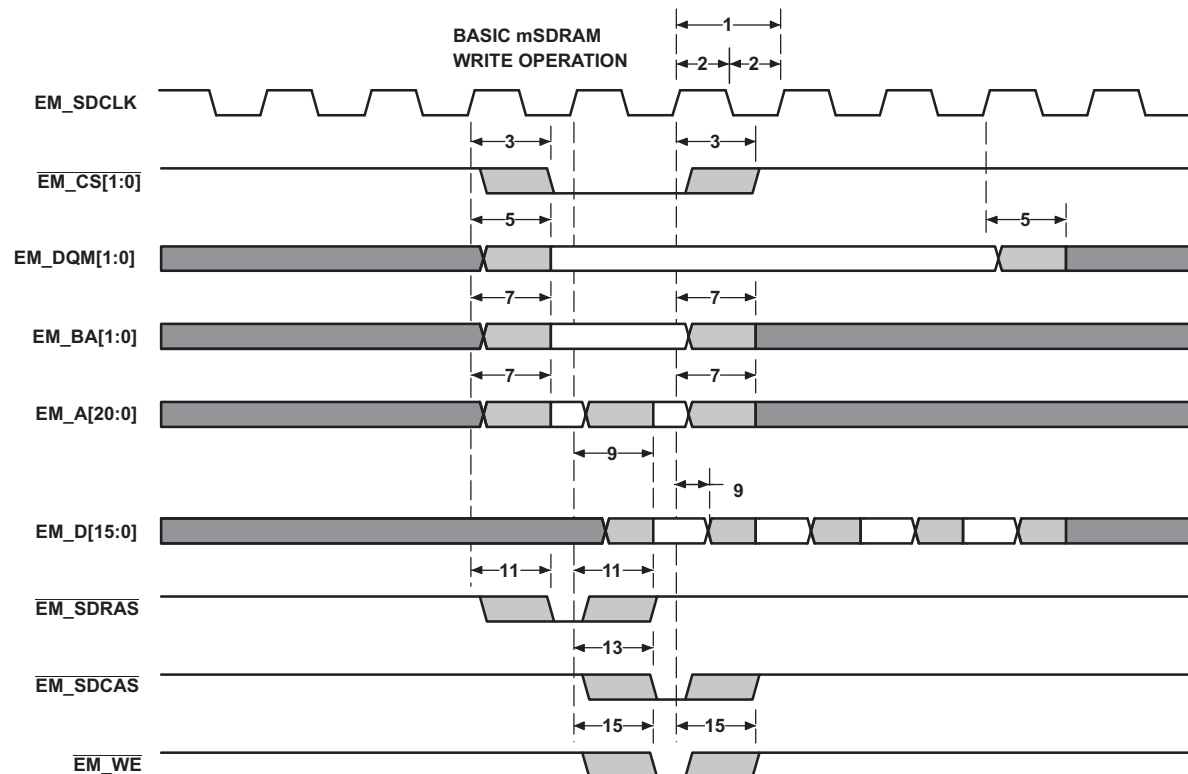 BASIC mSDRAM
WRITE OPERATION
1
2 2
EM_SDCLK
3 3
EM_CS[1:0]
5 5
EM_DQM[1:0]
7 7
EM_BA[1:0]
7 7
EM_A[20:0]
9
9
EM_D[15:0]
11 11
EM_SDRAS
13
EM_SDCAS
15 15
EM_WE